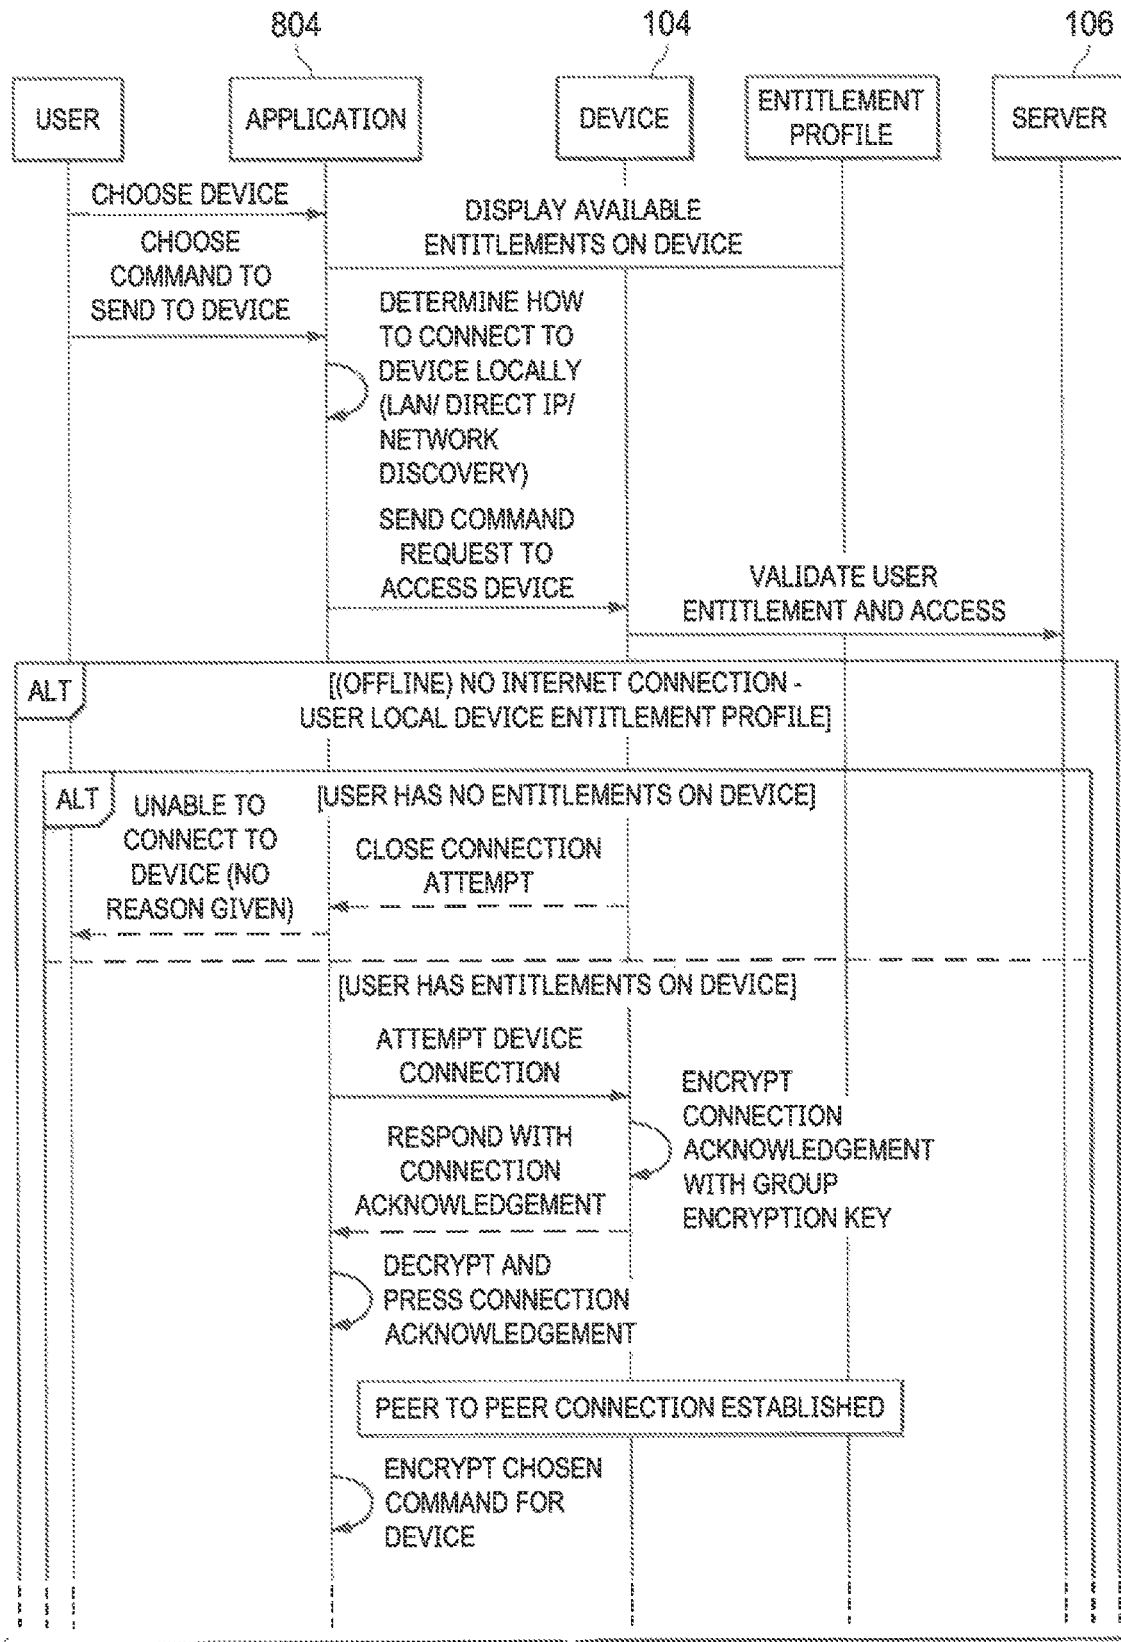 804
104
106
USER
APPLICATION
DEVICE
ENTITLEMENT
PROFILE
SERVER
CHOOSE DEVICE
DISPLAY AVAILABLE
ENTITLEMENTS ON DEVICE
CHOOSE
COMMAND TO
SEND TO DEVICE
DETERMINE HOW
TO CONNECT TO
DEVICE LOCALLY
(LAN/ DIRECT IP/
NETWORK
DISCOVERY)
SEND COMMAND
REQUEST TO
ACCESS DEVICE
VALIDATE USER
ENTITLEMENT AND ACCESS
ALT
[(OFFLINE) NO INTERNET CONNECTION -
USER LOCAL DEVICE ENTITLEMENT PROFILE]
ALT
[USER HAS NO ENTITLEMENTS ON DEVICE]
UNABLE TO
CONNECT TO
DEVICE (NO
REASON GIVEN)
CLOSE CONNECTION
ATTEMPT
[USER HAS ENTITLEMENTS ON DEVICE]
ATTEMPT DEVICE
CONNECTION
ENCRYPT
CONNECTION
ACKNOWLEDGEMENT
WITH GROUP
ENCRYPTION KEY
RESPOND WITH
CONNECTION
ACKNOWLEDGEMENT
DECRYPT AND
PRESS CONNECTION
ACKNOWLEDGEMENT
PEER TO PEER CONNECTION ESTABLISHED
ENCRYPT CHOSEN
COMMAND FOR
DEVICE